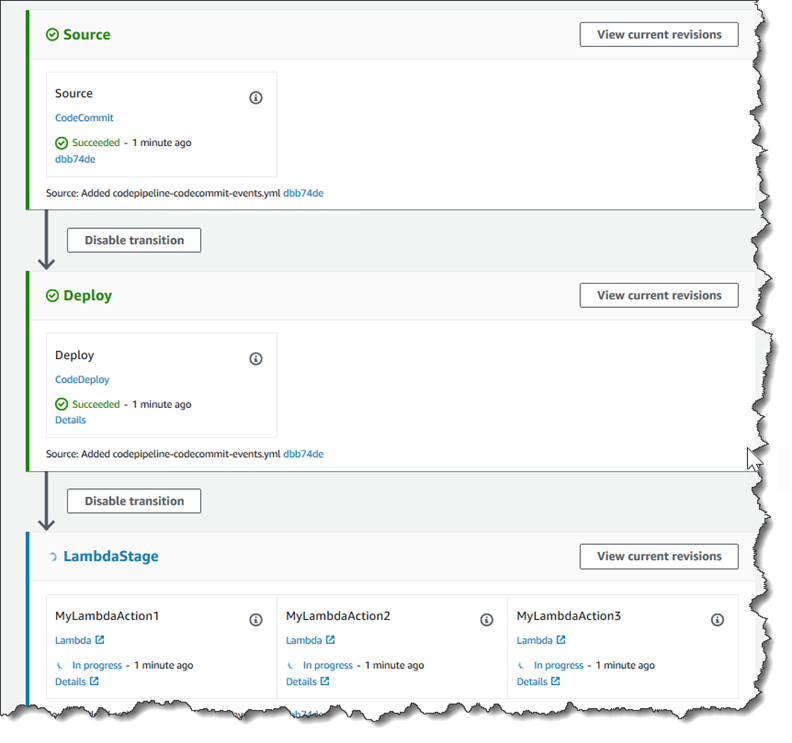 Source
View current revisions
Source
CodeCommit
Succeeded - 1 minute ago
dbb74de
Source: Added codepipeline-codecommit-events.yml dbb74de
Disable transition
Deploy
View current revisions
Deploy
CodeDeploy
Succeeded - 1 minute ago
Details
Source: Added codepipeline-codecommit-events.yml dbb74de
Disable transition
LambdaStage
View current revisions
MyLambdaAction1
Lambda
In progress - 1 minute ago
Details
MyLambdaAction2
Lambda
In progress - 1 minute ago
Details
MyLambdaAction3
Lambda
In progress - 1 minute ago
Details